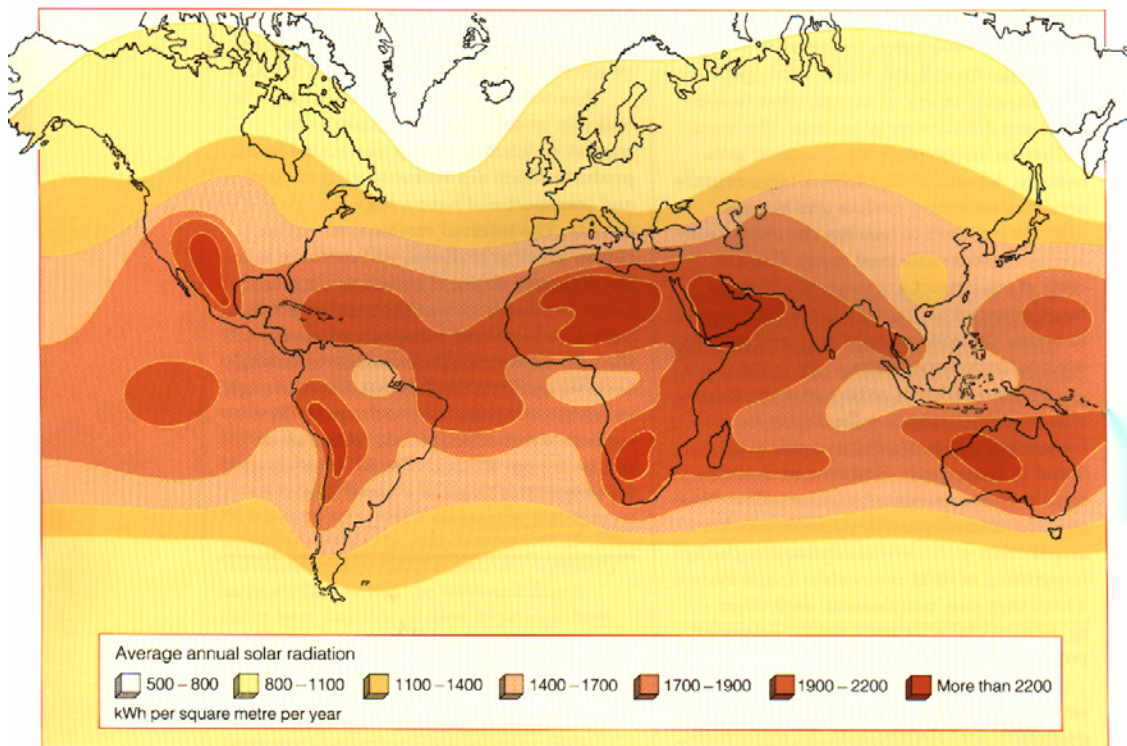 Average annual solar radiation
500 – 800 800–1100 1100 –1400 1400 –1700 1700 –1900 1900 –2200 More than 2200
kWh per square metre per year